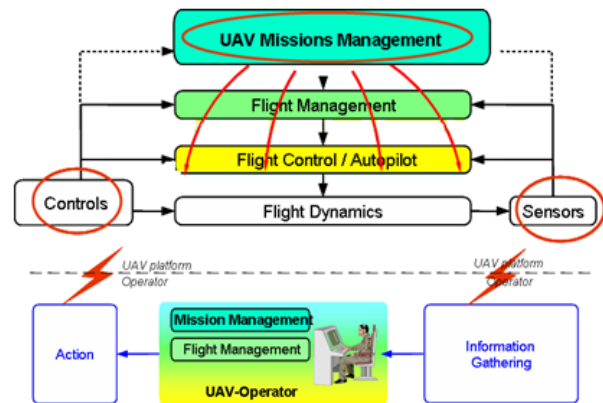 UAV Missions Management
Flight Management
Flight Control / Autopilot
Controls
Flight Dynamics
Sensors
UAV platform
Operator
UAV platform
Operator
Action
Mission Management
Flight Management
UAV-Operator
Information
Gathering